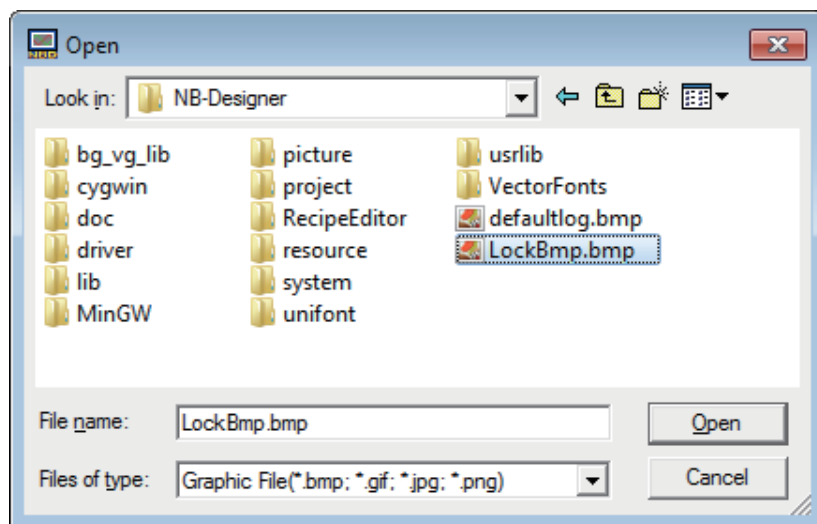 NBD Open
Look in: NB-Designer
bg_vg_lib picture usrlib
cygwin project VectorFonts
doc RecipeEditor defaultlog.bmp
driver resource LockBmp.bmp
lib system
MinGW unifont
File name: LockBmp.bmp Open
Files of type: Graphic File(*.bmp; *.gif; *.jpg; *.png) Cancel